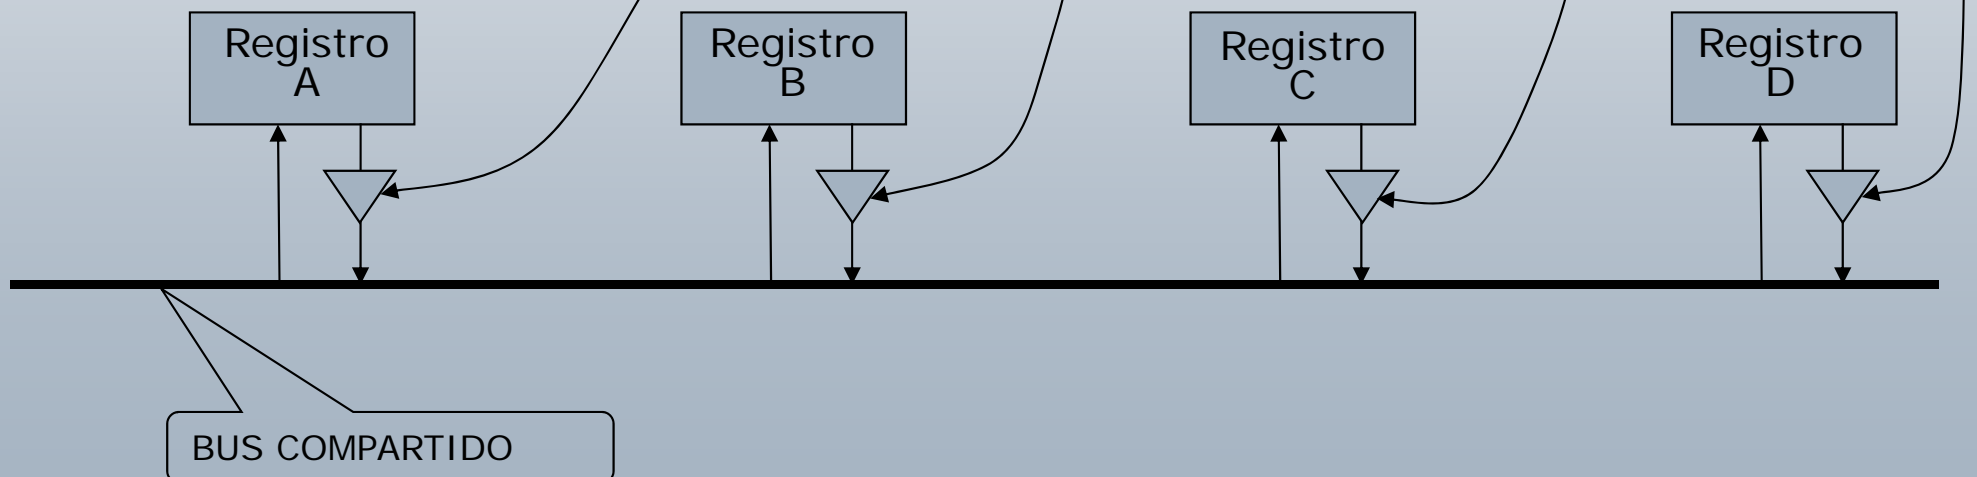 Registro
A
Registro
B
Registro
C
Registro
D
BUS COMPARTIDO